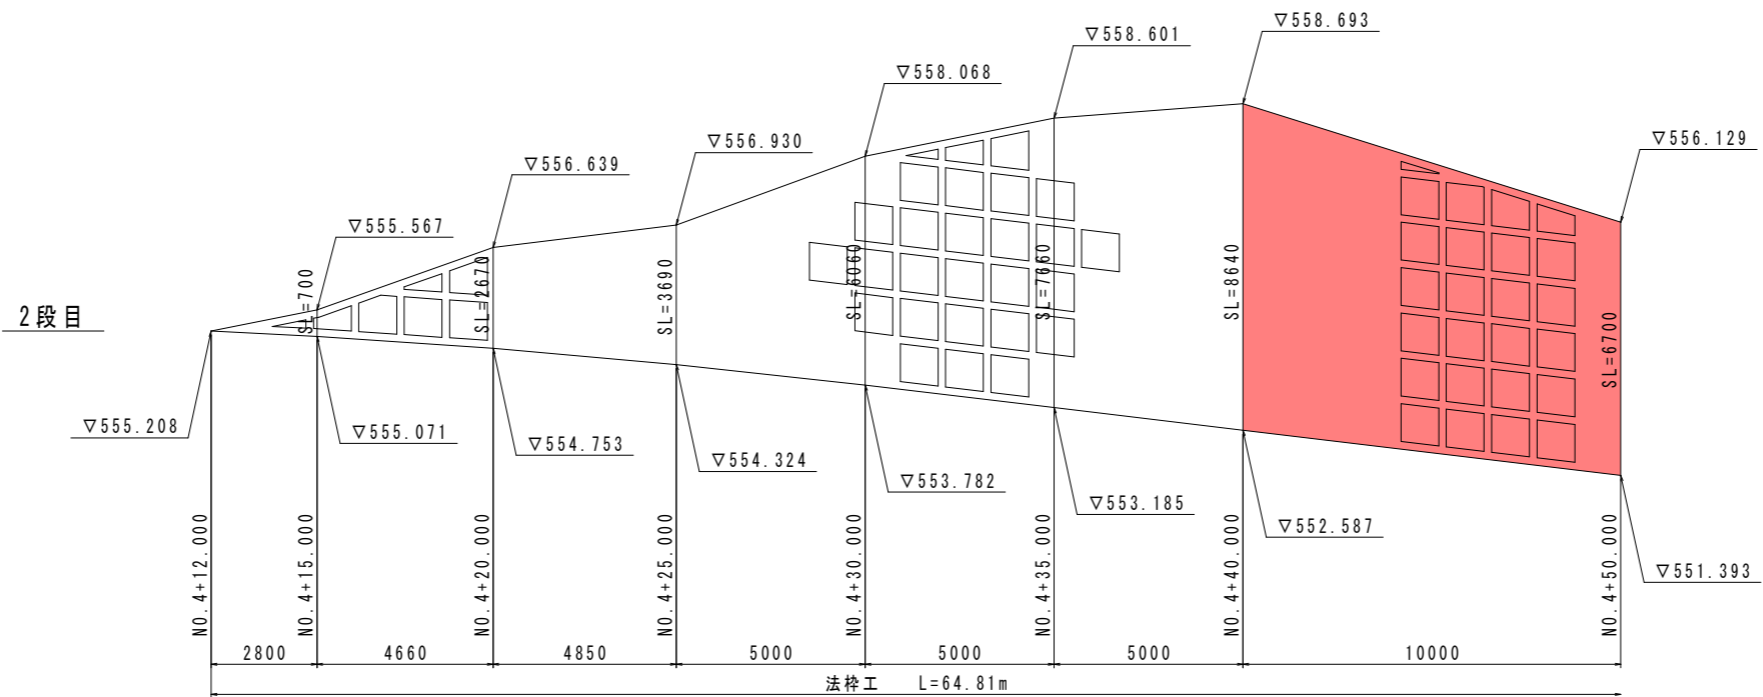 ▽558.693
▽558.601
▽558.068
▽556.930
▽556.129
▽556.639
▽555.567
2段目
SL=700
SL=2670
SL=3690
SL=6060
SL=7660
SL=8640
SL=6700
▽555.208
▽555.071
▽554.753
▽554.324
▽553.782
▽553.185
▽552.587
▽551.393
NO.4+12.000
NO.4+15.000
NO.4+20.000
NO.4+25.000
NO.4+30.000
NO.4+35.000
NO.4+40.000
NO.4+50.000
2800
4660
4850
5000
5000
5000
10000
法枠工 L=64.81m